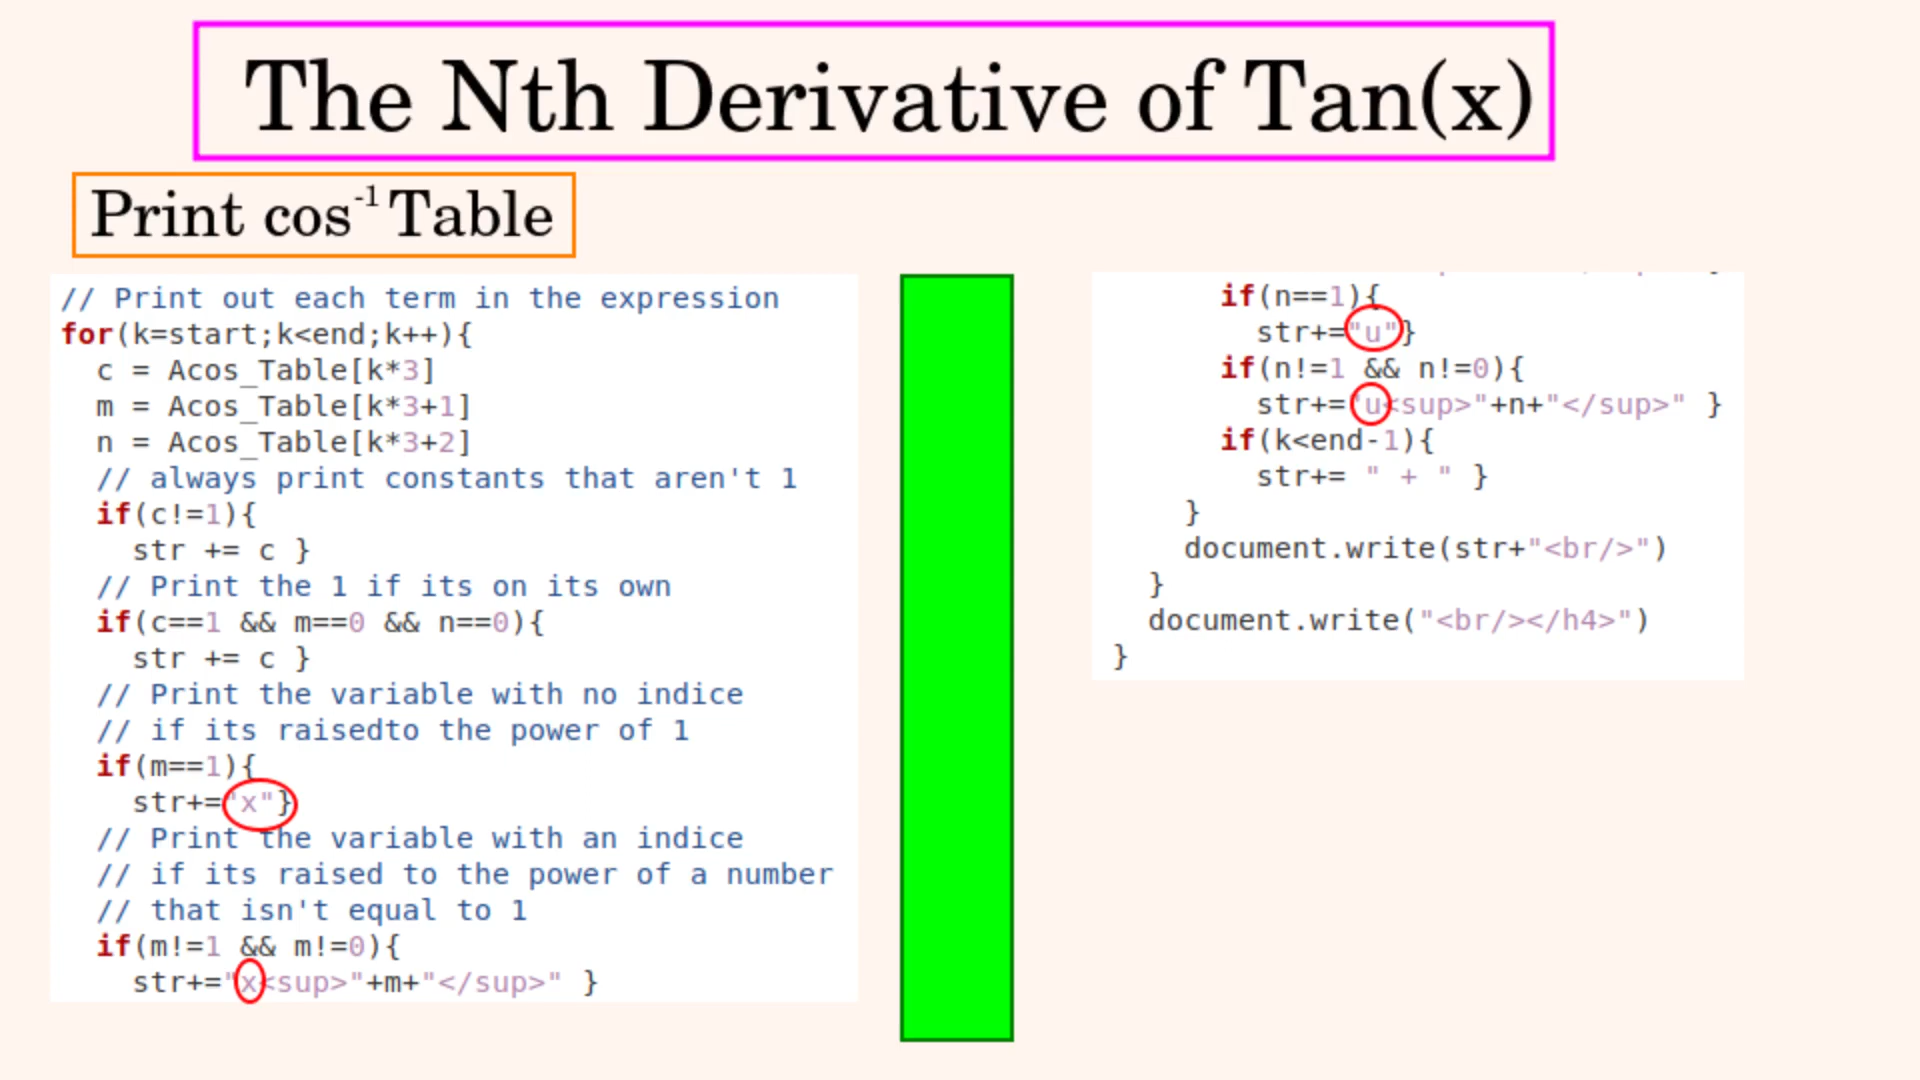 The Nth Derivative of Tan(x)
Print cos-1 Table
// Print out each term in the expression
for(k=start;k<end;k++){
  c = Acos_Table[k*3]
  m = Acos_Table[k*3+1]
  n = Acos_Table[k*3+2]
  // always print constants that aren't 1
  if(c!=1){
    str += c }
  // Print the 1 if its on its own
  if(c==1 && m==0 && n==0){
    str += c }
  // Print the variable with no indice
  // if its raisedto the power of 1
  if(m==1){
    str+="x"}
  // Print the variable with an indice
  // if its raised to the power of a number
  // that isn't equal to 1
  if(m!=1 && m!=0){
    str+="x<sup>"+m+"</sup>" }
      if(n==1){
        str+="u"}
      if(n!=1 && n!=0){
        str+="u<sup>"+n+"</sup>" }
      if(k<end-1){
        str+= " + " }
    }
    document.write(str+"<br/>")
  }
  document.write("<br/></h4>")
}